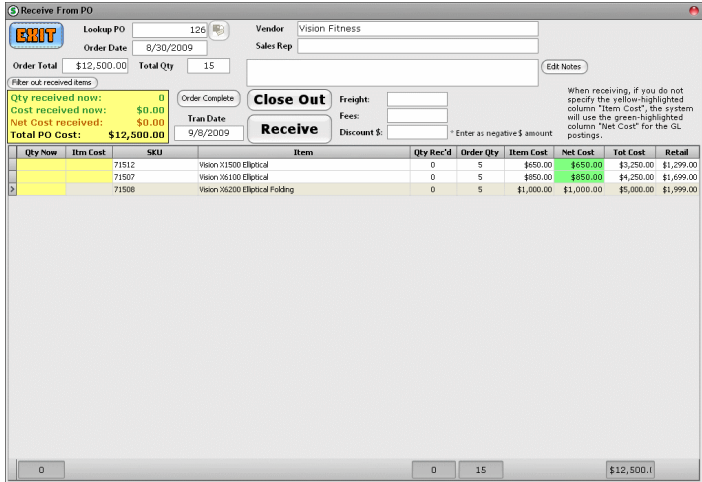 Receive From PO
EXIT
Lookup PO 126
Vendor Vision Fitness
Order Date 8/30/2009
Sales Rep
Order Total $12,500.00 Total Qty 15
Edit Notes
Filter out received items
Qty received now: 0
Cost received now: $0.00
Net Cost received: $0.00
Total PO Cost: $12,500.00
Order Complete
Tran Date
9/8/2009
Close Out
Receive
Freight:
Fees:
Discount $: * Enter as negative $ amount
When receiving, if you do not
specify the yellow-highlighted
column "Item Cost", the system
will use the green-highlighted
column "Net Cost" for the GL
postings.
Qty Now Itm Cost SKU Item Qty Rec'd Order Qty Item Cost Net Cost Tot Cost Retail
71512 Vision X1500 Elliptical 0 5 $650.00 $650.00 $3,250.00 $1,299.00
71507 Vision X6100 Elliptical 0 5 $850.00 $850.00 $4,250.00 $1,699.00
71508 Vision X6200 Elliptical Folding 0 5 $1,000.00 $1,000.00 $5,000.00 $1,999.00
0 0 15 $12,500.(